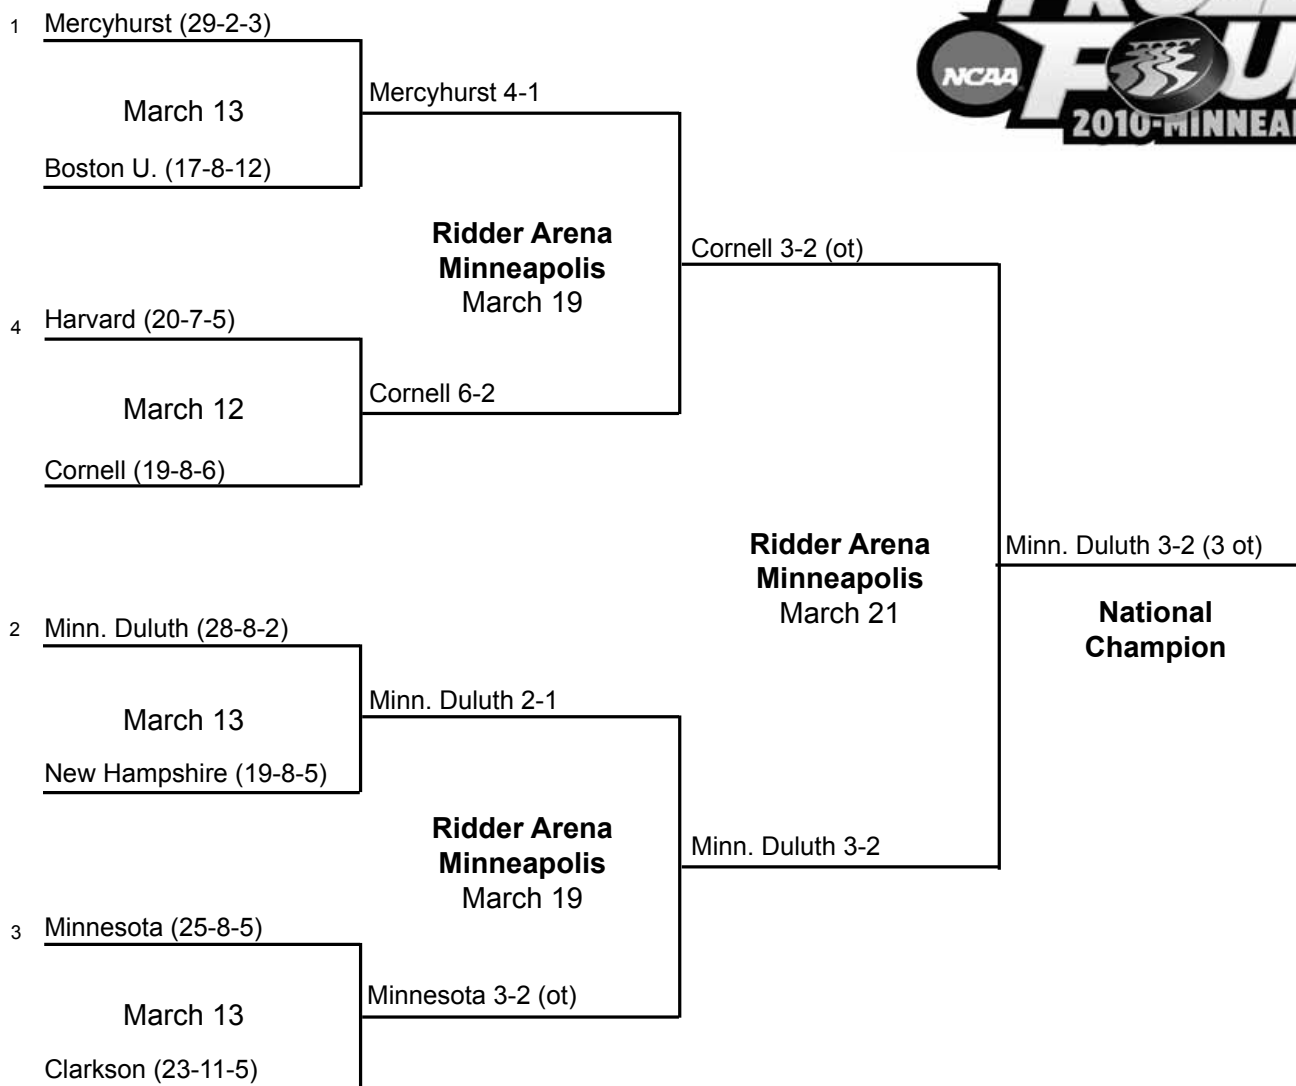 1 Mercyhurst (29-2-3)
March 13
Boston U. (17-8-12)
Mercyhurst 4-1
Ridder Arena
Minneapolis
March 19
4 Harvard (20-7-5)
March 12
Cornell (19-8-6)
Cornell 6-2
Cornell 3-2 (ot)
2 Minn. Duluth (28-8-2)
March 13
New Hampshire (19-8-5)
Minn. Duluth 2-1
Ridder Arena
Minneapolis
March 19
3 Minnesota (25-8-5)
March 13
Clarkson (23-11-5)
Minnesota 3-2 (ot)
Minn. Duluth 3-2
Ridder Arena
Minneapolis
March 21
Minn. Duluth 3-2 (3 ot)
National
Champion
NCAA